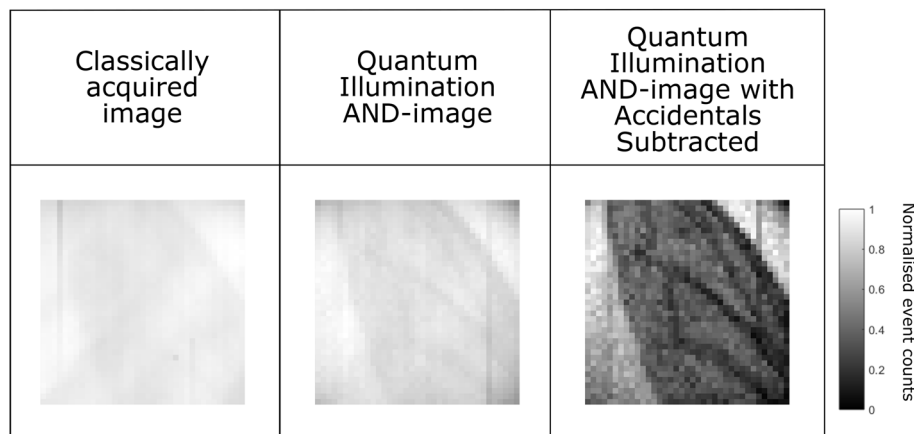 Classically
acquired
image
Quantum
Illumination
AND-image
Quantum
Illumination
AND-image with
Accidentals
Subtracted
1
0.8
0.6
0.4
0.2
0
Normalised event counts